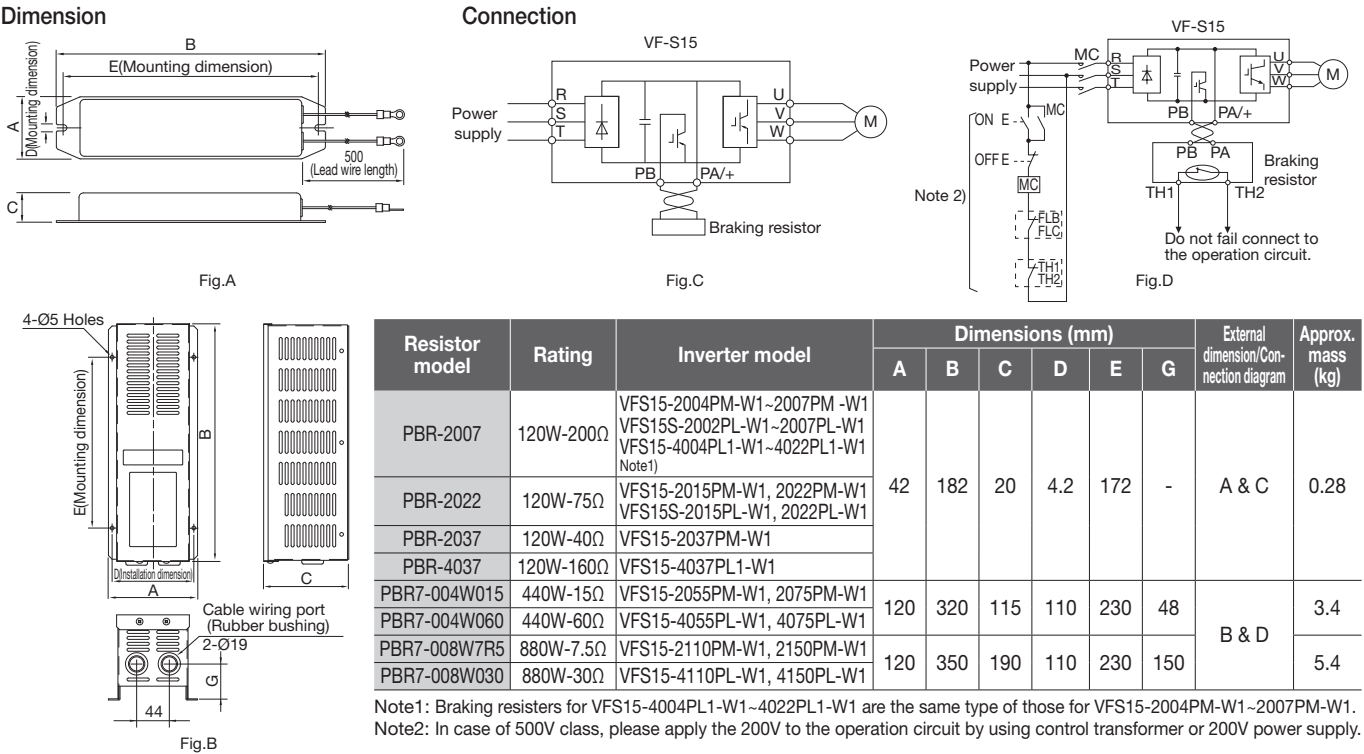 Dimension
B
E(Mounting dimension)
A
D(Mounting dimension)
500
(Lead wire length)
C
Fig.A
Connection
VF-S15
Power
supply
R
S
T
U
V
W
M
PB
PA/+
Braking resistor
Fig.C
VF-S15
Power
supply
MC
R
S
T
U
V
W
M
PB
PA/+
PB PA
Braking
resistor
TH1
TH2
Do not fail connect to
the operation circuit.
ON E
MC
OFF E
MC
Note 2)
FLB
FLC
TH1
TH2
Fig.D
4-Ø5 Holes
E(Mounting dimension)
B
D(Installation dimension)
A
C
Cable wiring port
(Rubber bushing)
2-Ø19
G
44
Fig.B
Resistor model Rating Inverter model Dimensions (mm) External dimension/Con-nection diagram Approx. mass (kg)
A B C D E G
PBR-2007 120W-200Ω VFS15-2004PM-W1~2007PM -W1
VFS15S-2002PL-W1~2007PL-W1
VFS15-4004PL1-W1~4022PL1-W1
Note1)
42 182 20 4.2 172 - A & C 0.28
PBR-2022 120W-75Ω VFS15-2015PM-W1, 2022PM-W1
VFS15S-2015PL-W1, 2022PL-W1
PBR-2037 120W-40Ω VFS15-2037PM-W1
PBR-4037 120W-160Ω VFS15-4037PL1-W1
PBR7-004W015 440W-15Ω VFS15-2055PM-W1, 2075PM-W1
120 320 115 110 230 48 B & D 3.4
PBR7-004W060 440W-60Ω VFS15-4055PL-W1, 4075PL-W1
PBR7-008W7R5 880W-7.5Ω VFS15-2110PM-W1, 2150PM-W1
120 350 190 110 230 150 5.4
PBR7-008W030 880W-30Ω VFS15-4110PL-W1, 4150PL-W1
Note1: Braking resisters for VFS15-4004PL1-W1~4022PL1-W1 are the same type of those for VFS15-2004PM-W1~2007PM-W1.
Note2: In case of 500V class, please apply the 200V to the operation circuit by using control transformer or 200V power supply.